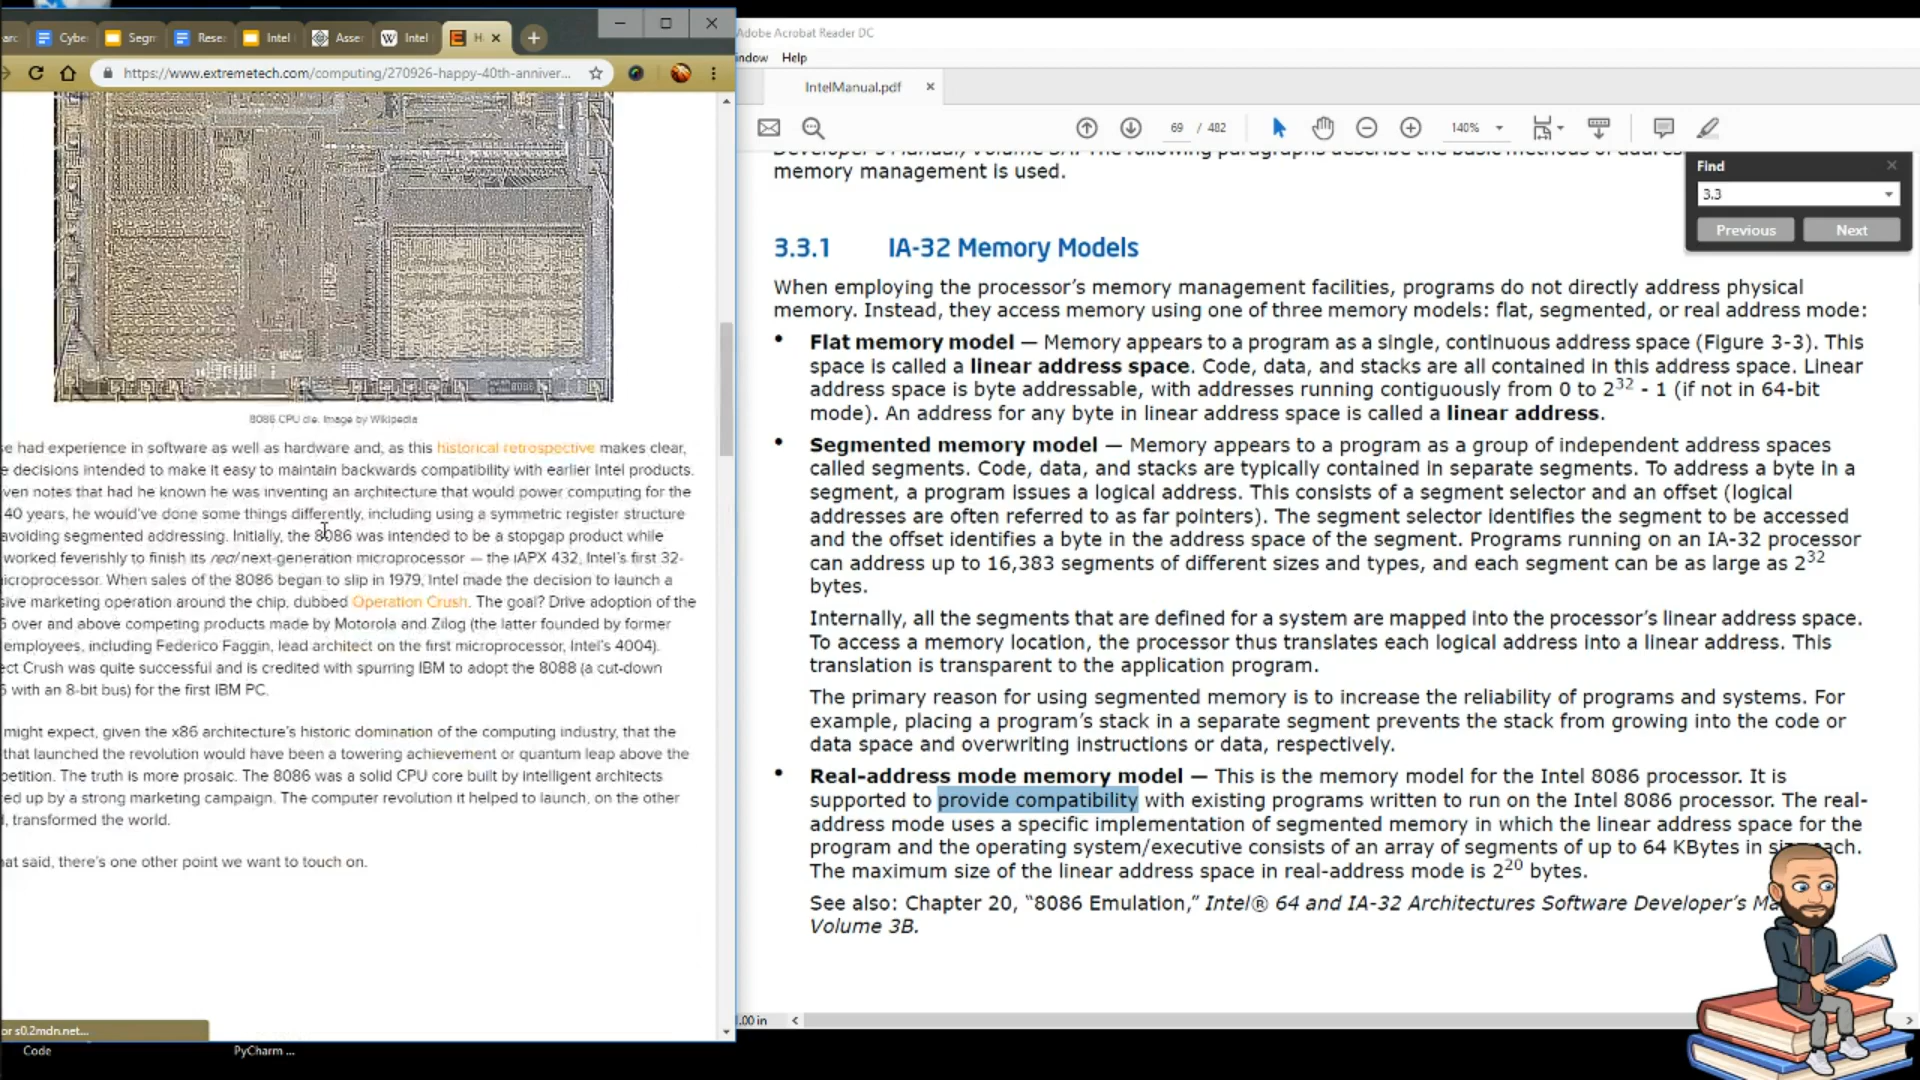 Cybe
Segn
Rese
Intel
Asse
W Intel
H
https://www.extremetech.com/computing/270926-happy-40th-anniver...
8086
8086 CPU die. Image by Wikipedia
se had experience in software as well as hardware and, as this historical retrospective makes clear,
e decisions intended to make it easy to maintain backwards compatibility with earlier Intel products.
ven notes that had he known he was inventing an architecture that would power computing for the
40 years, he would've done some things differently, including using a symmetric register structure
avoiding segmented addressing. Initially, the 8086 was intended to be a stopgap product while
worked feverishly to finish its real next-generation microprocessor — the iAPX 432, Intel's first 32-
icroprocessor. When sales of the 8086 began to slip in 1979, Intel made the decision to launch a
sive marketing operation around the chip, dubbed Operation Crush. The goal? Drive adoption of the
6 over and above competing products made by Motorola and Zilog (the latter founded by former
employees, including Federico Faggin, lead architect on the first microprocessor, Intel's 4004).
ect Crush was quite successful and is credited with spurring IBM to adopt the 8088 (a cut-down
6 with an 8-bit bus) for the first IBM PC.
might expect, given the x86 architecture's historic domination of the computing industry, that the
that launched the revolution would have been a towering achievement or quantum leap above the
petition. The truth is more prosaic. The 8086 was a solid CPU core built by intelligent architects
ed up by a strong marketing campaign. The computer revolution it helped to launch, on the other
d, transformed the world.
at said, there's one other point we want to touch on.
or s0.2mdn.net...
Code
PyCharm ...
Adobe Acrobat Reader DC
ndow Help
IntelManual.pdf
69 / 482
140%
Find
3.3
Previous
Next
Developer's Manual, Volume 3A. The following paragraphs describe the basic methods of addres
memory management is used.
3.3.1 IA-32 Memory Models
When employing the processor's memory management facilities, programs do not directly address physical
memory. Instead, they access memory using one of three memory models: flat, segmented, or real address mode:
• Flat memory model — Memory appears to a program as a single, continuous address space (Figure 3-3). This
space is called a linear address space. Code, data, and stacks are all contained in this address space. Linear
address space is byte addressable, with addresses running contiguously from 0 to 2³² - 1 (if not in 64-bit
mode). An address for any byte in linear address space is called a linear address.
• Segmented memory model — Memory appears to a program as a group of independent address spaces
called segments. Code, data, and stacks are typically contained in separate segments. To address a byte in a
segment, a program issues a logical address. This consists of a segment selector and an offset (logical
addresses are often referred to as far pointers). The segment selector identifies the segment to be accessed
and the offset identifies a byte in the address space of the segment. Programs running on an IA-32 processor
can address up to 16,383 segments of different sizes and types, and each segment can be as large as 2³²
bytes.
Internally, all the segments that are defined for a system are mapped into the processor's linear address space.
To access a memory location, the processor thus translates each logical address into a linear address. This
translation is transparent to the application program.
The primary reason for using segmented memory is to increase the reliability of programs and systems. For
example, placing a program's stack in a separate segment prevents the stack from growing into the code or
data space and overwriting instructions or data, respectively.
• Real-address mode memory model — This is the memory model for the Intel 8086 processor. It is
supported to provide compatibility with existing programs written to run on the Intel 8086 processor. The real-
address mode uses a specific implementation of segmented memory in which the linear address space for the
program and the operating system/executive consists of an array of segments of up to 64 KBytes in size each.
The maximum size of the linear address space in real-address mode is 2²⁰ bytes.
See also: Chapter 20, “8086 Emulation,” Intel® 64 and IA-32 Architectures Software Developer's Ma
Volume 3B.
.00 in